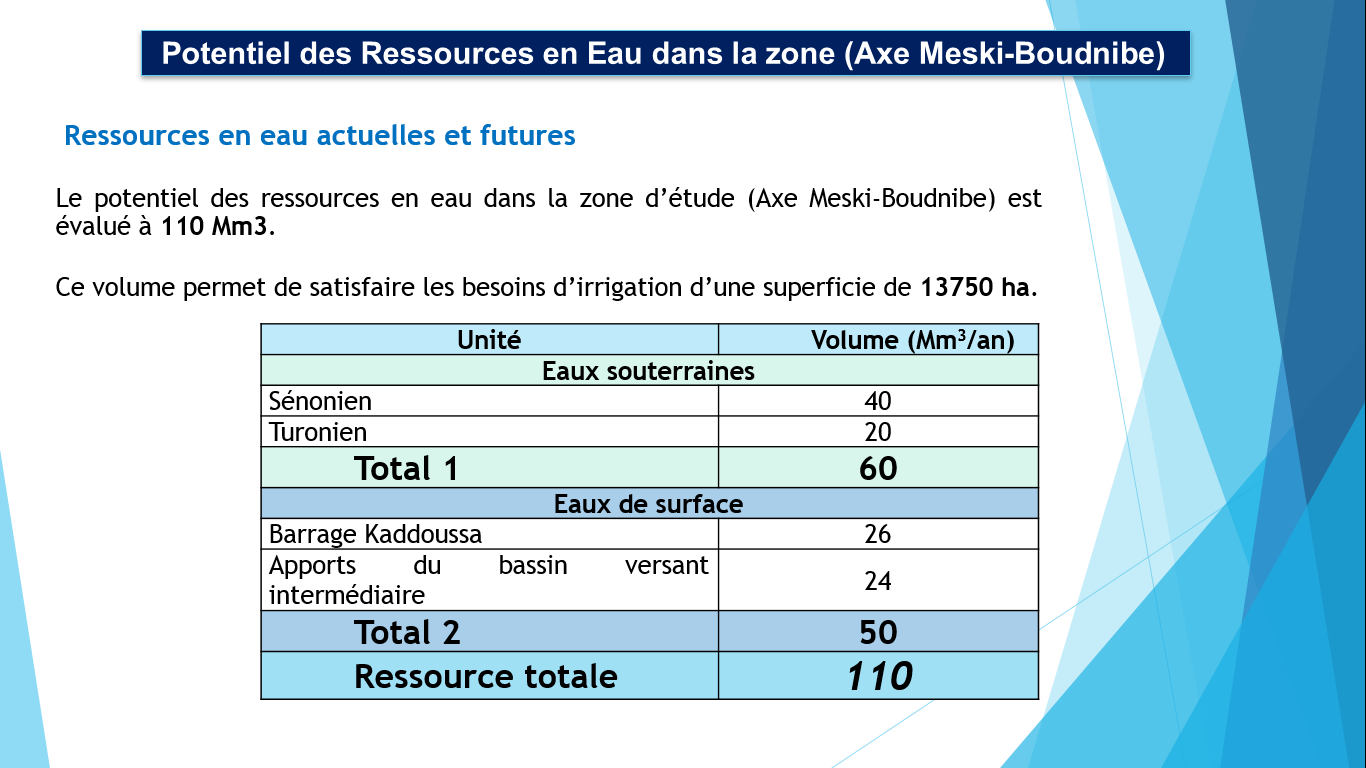 Potentiel des Ressources en Eau dans la zone (Axe Meski-Boudnibe)
Ressources en eau actuelles et futures
Le potentiel des ressources en eau dans la zone d’étude (Axe Meski-Boudnibe) est
évalué à 110 Mm3.
Ce volume permet de satisfaire les besoins d’irrigation d’une superficie de 13750 ha.
Unité Volume (Mm³/an)
Eaux souterraines
Sénonien 40
Turonien 20
Total 1 60
Eaux de surface
Barrage Kaddoussa 26
Apports du bassin versant
intermédiaire 24
Total 2 50
Ressource totale 110